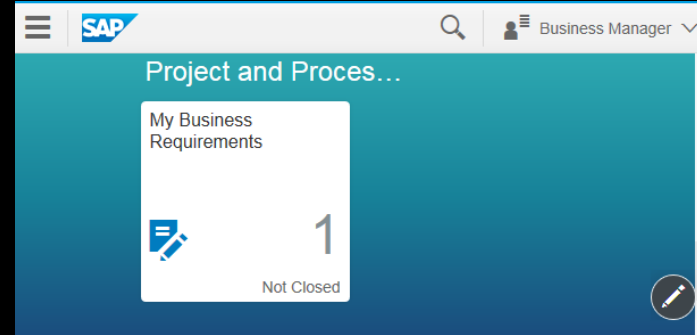 SAP
Business Manager
Project and Proces...
My Business
Requirements
1
Not Closed